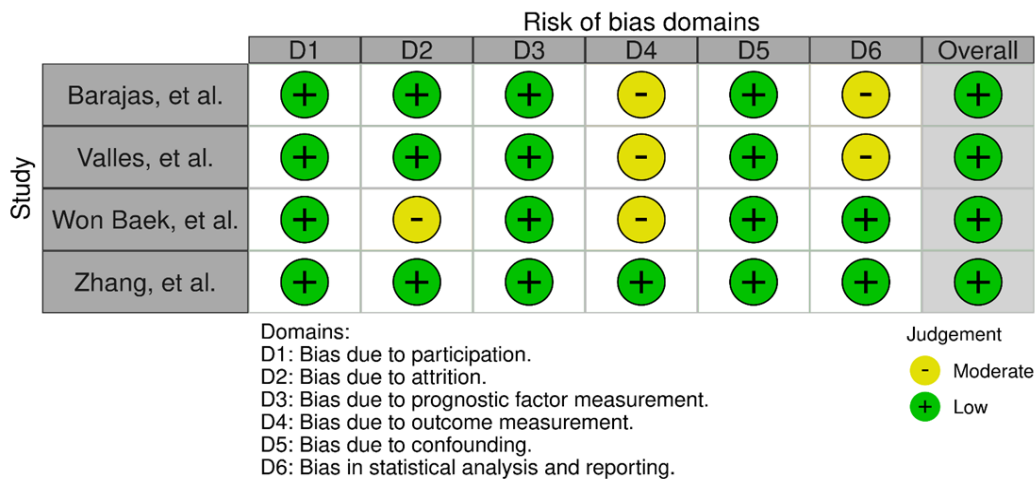 Risk of bias domains
D1 D2 D3 D4 D5 D6 Overall
Study
Barajas, et al. + + + - + - +
Valles, et al. + + + - + - +
Won Baek, et al. + - + - + + +
Zhang, et al. + + + + + + +
Domains:
D1: Bias due to participation.
D2: Bias due to attrition.
D3: Bias due to prognostic factor measurement.
D4: Bias due to outcome measurement.
D5: Bias due to confounding.
D6: Bias in statistical analysis and reporting.
Judgement
- Moderate
+ Low